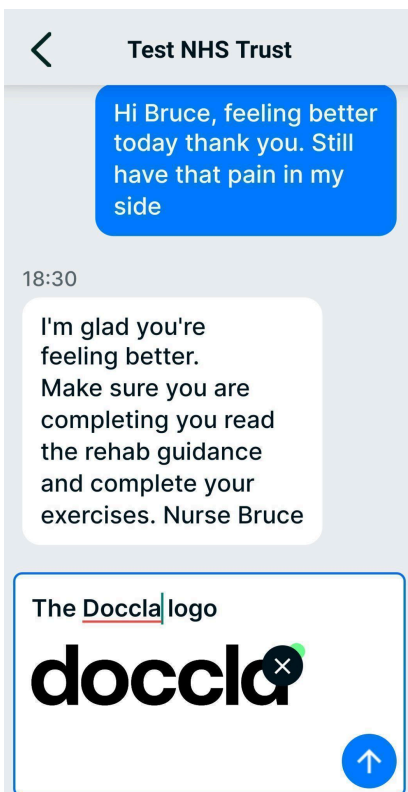 Test NHS Trust
Hi Bruce, feeling better
today thank you. Still
have that pain in my
side
18:30
I'm glad you're
feeling better.
Make sure you are
completing you read
the rehab guidance
and complete your
exercises. Nurse Bruce
The Doccla logo
doccla